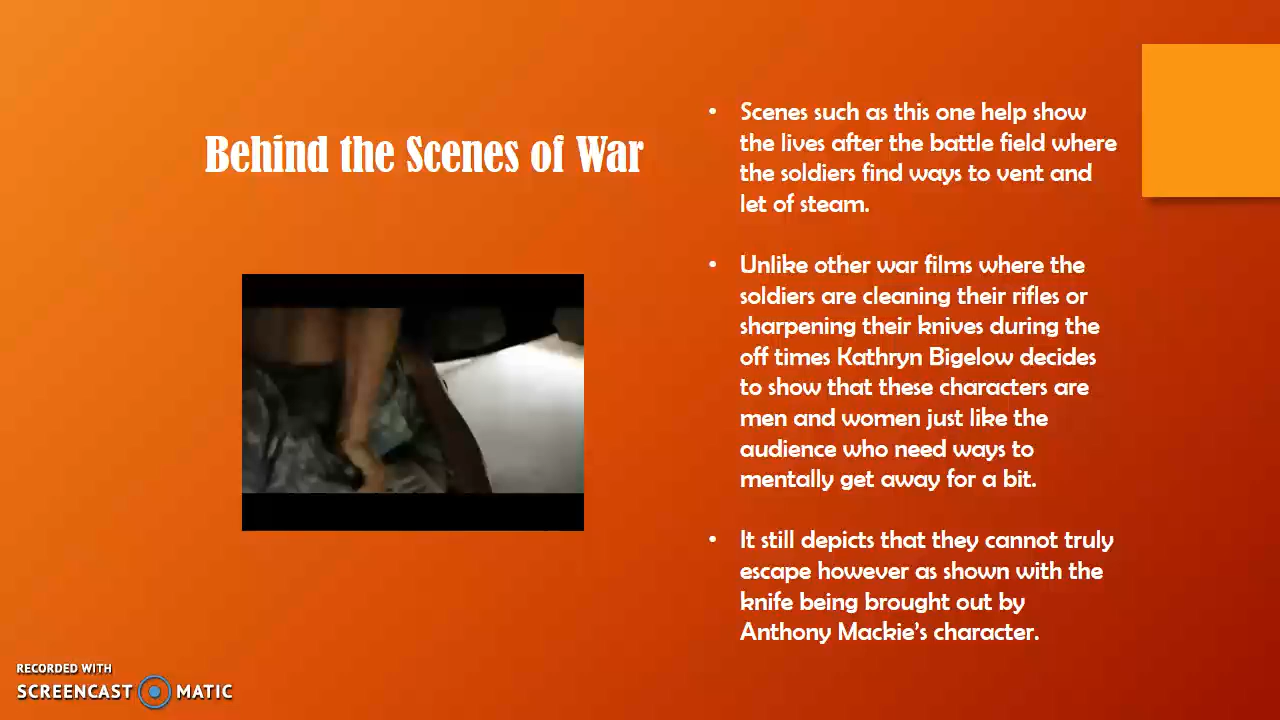 Behind the Scenes of War
• Scenes such as this one help show
the lives after the battle field where
the soldiers find ways to vent and
let of steam.
• Unlike other war films where the
soldiers are cleaning their rifles or
sharpening their knives during the
off times Kathryn Bigelow decides
to show that these characters are
men and women just like the
audience who need ways to
mentally get away for a bit.
• It still depicts that they cannot truly
escape however as shown with the
knife being brought out by
Anthony Mackie's character.
RECORDED WITH
SCREENCAST MATIC